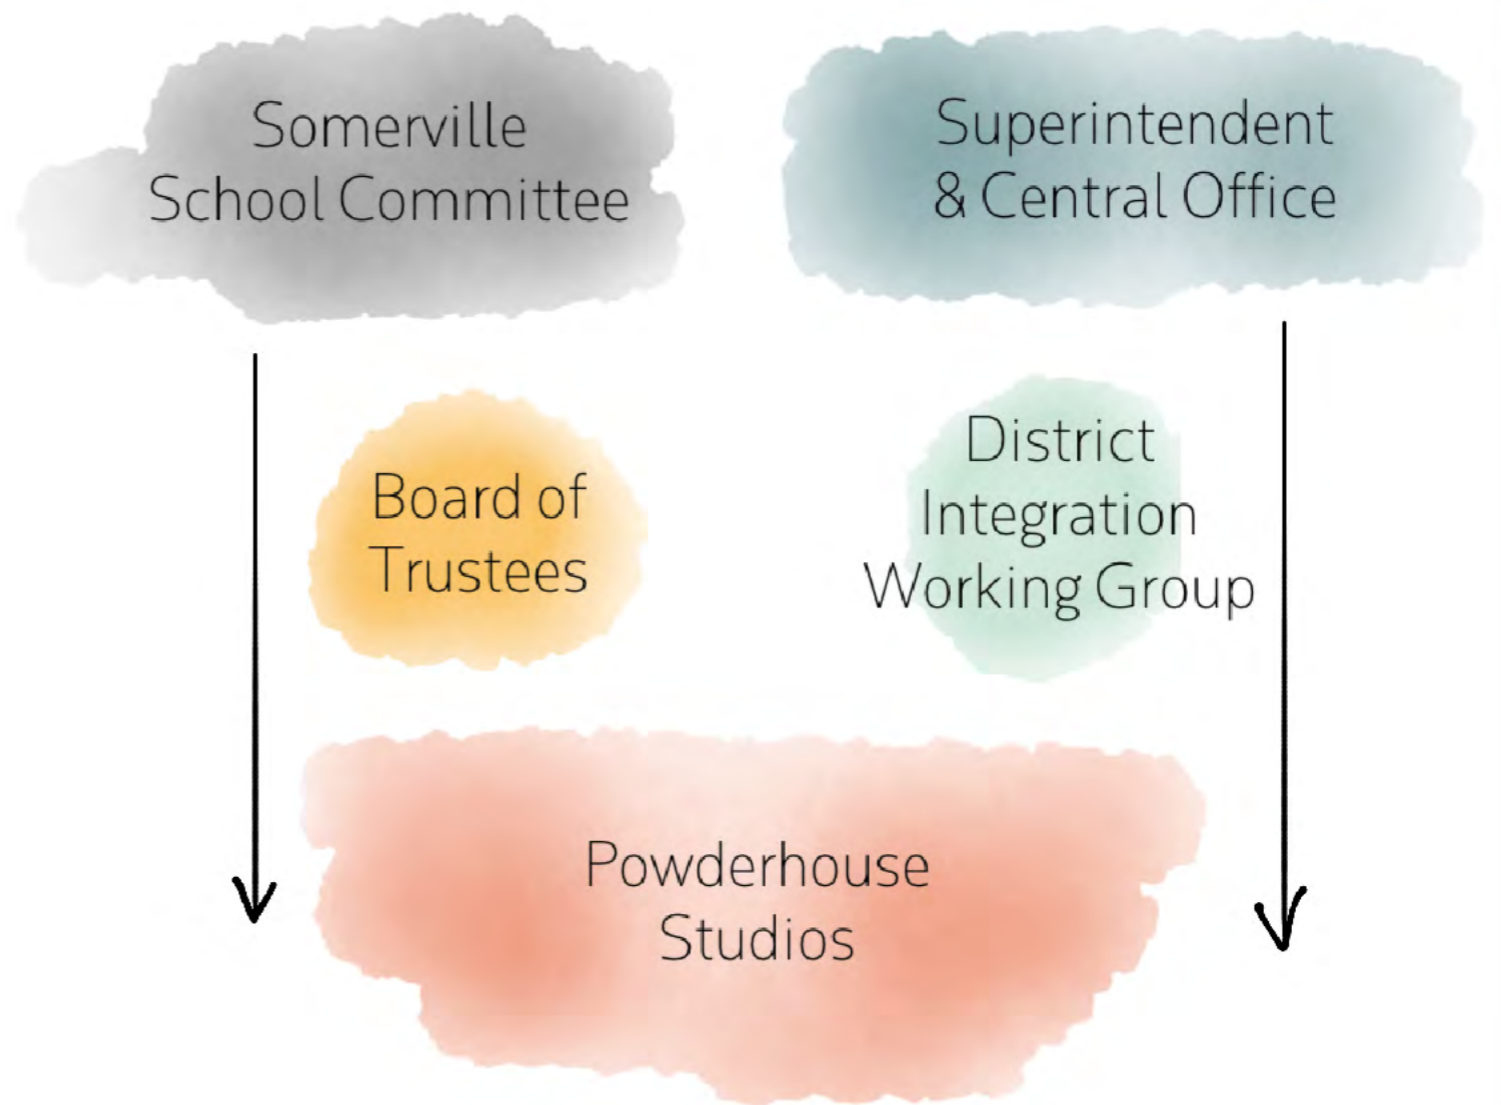 Somerville
School Committee
Superintendent
& Central Office
Board of
Trustees
District
Integration
Working Group
Powderhouse
Studios